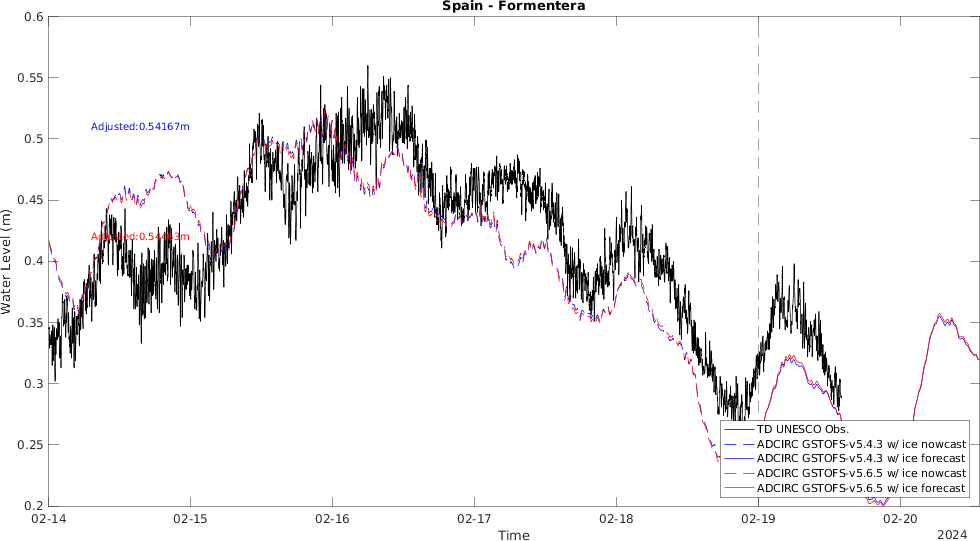 Spain - Formentera
0.6
0.55
0.5
0.45
0.4
0.35
0.3
0.25
0.2
Water Level (m)
Adjusted:0.54167m
TD UNESCO Obs.
ADCIRC GSTOFS-v5.4.3 w/ ice nowcast
ADCIRC GSTOFS-v5.4.3 w/ ice forecast
ADCIRC GSTOFS-v5.6.5 w/ ice nowcast
ADCIRC GSTOFS-v5.6.5 w/ ice forecast
02-14
02-15
02-16
02-17
02-18
02-19
02-20
Time
2024